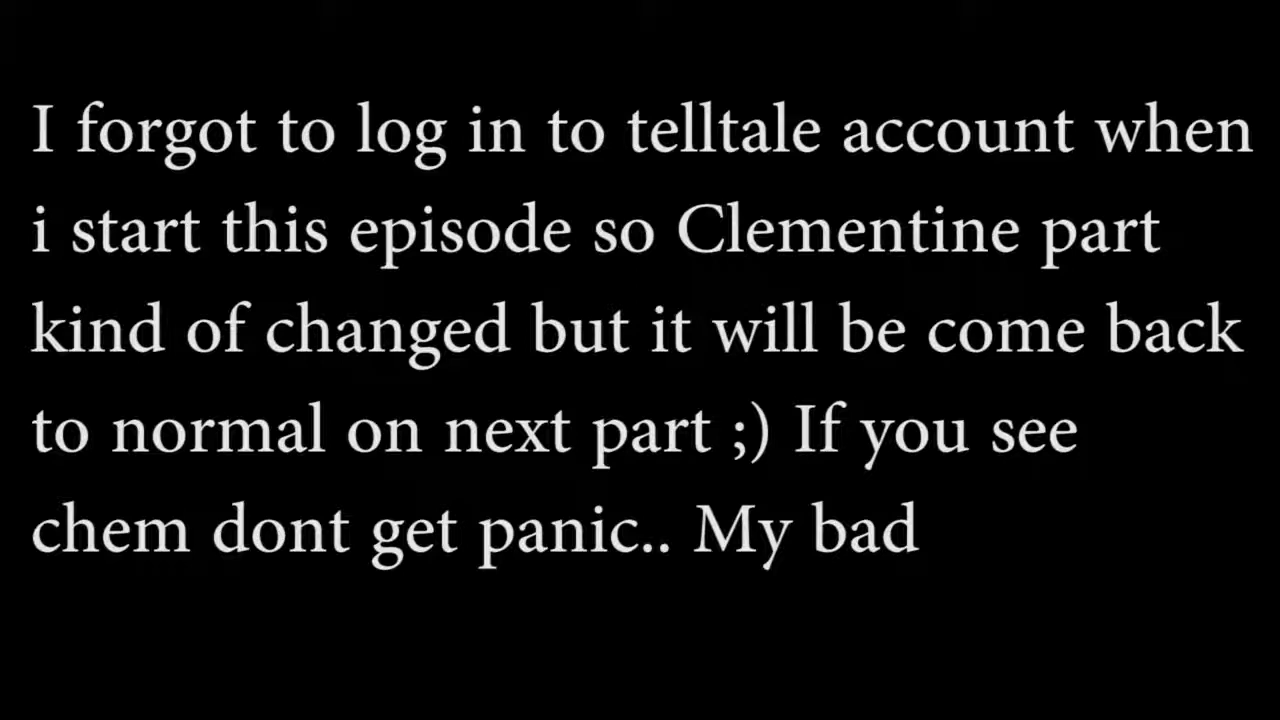 I forgot to log in to telltale account when
i start this episode so Clementine part
kind of changed but it will be come back
to normal on next part ;) If you see
chem dont get panic.. My bad